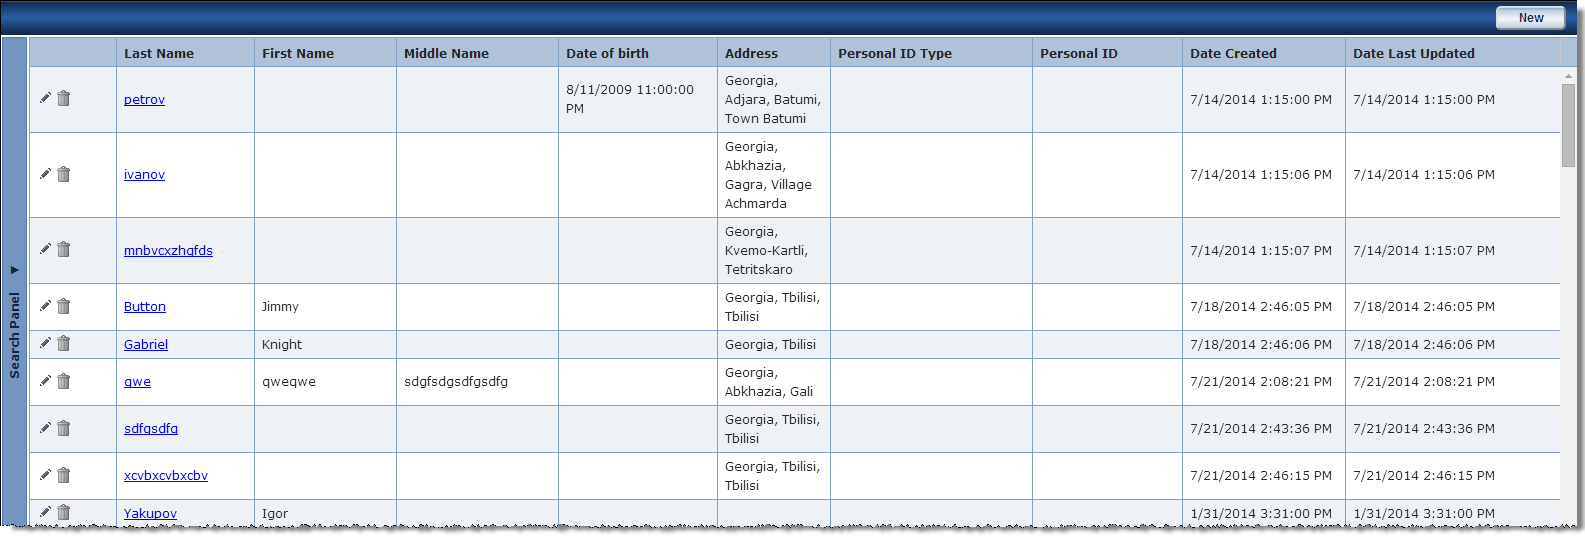 New
Search Panel ▼
Last Name First Name Middle Name Date of birth Address Personal ID Type Personal ID Date Created Date Last Updated
petrov 8/11/2009 11:00:00 PM Georgia, Adjara, Batumi, Town Batumi 7/14/2014 1:15:00 PM 7/14/2014 1:15:00 PM
ivanov Georgia, Abkhazia, Gagra, Village Achmarda 7/14/2014 1:15:06 PM 7/14/2014 1:15:06 PM
mnbvcxzhgfds Georgia, Kvemo-Kartli, Tetritskaro 7/14/2014 1:15:07 PM 7/14/2014 1:15:07 PM
Button Jimmy Georgia, Tbilisi, Tbilisi 7/18/2014 2:46:05 PM 7/18/2014 2:46:05 PM
Gabriel Knight Georgia, Tbilisi 7/18/2014 2:46:06 PM 7/18/2014 2:46:06 PM
qwe qweqwe sdgfsdgsdfgsdfg Georgia, Abkhazia, Gali 7/21/2014 2:08:21 PM 7/21/2014 2:08:21 PM
sdfgsdfg Georgia, Tbilisi, Tbilisi 7/21/2014 2:43:36 PM 7/21/2014 2:43:36 PM
xcvbxcvbxcbv Georgia, Tbilisi, Tbilisi 7/21/2014 2:46:15 PM 7/21/2014 2:46:15 PM
Yakupov Igor 1/31/2014 3:31:00 PM 1/31/2014 3:31:00 PM